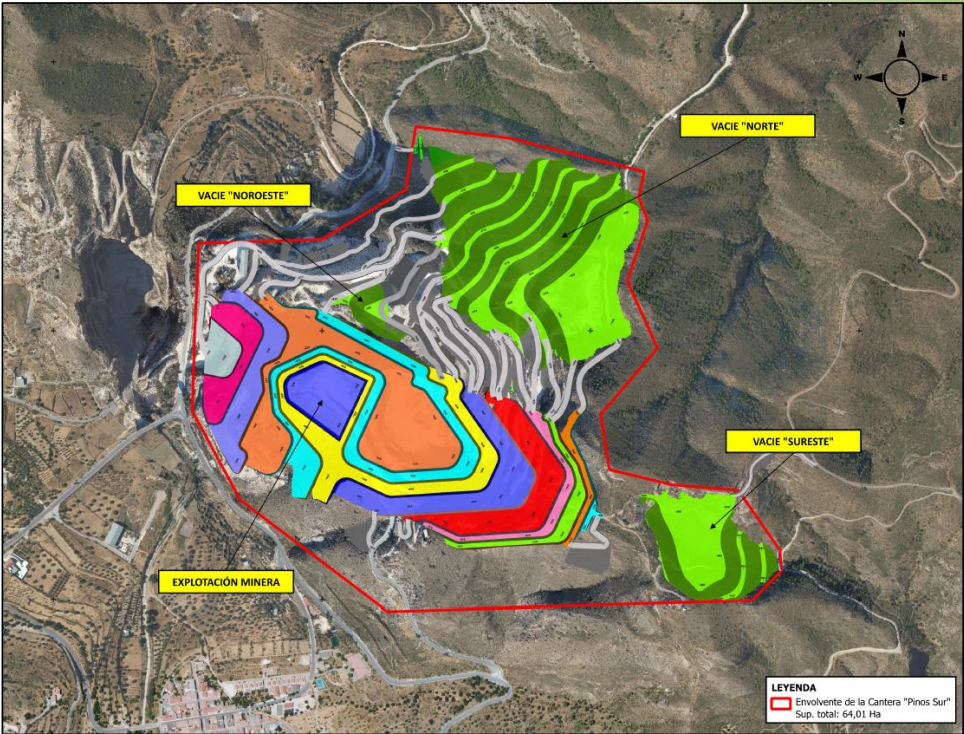 N
W
E
S
VACIE "NORTE"
VACIE "NOROESTE"
VACIE "SURESTE"
EXPLOTACIÓN MINERA
LEYENDA
Envolvente de la Cantera "Pinos Sur"
Sup. total: 64,01 Ha